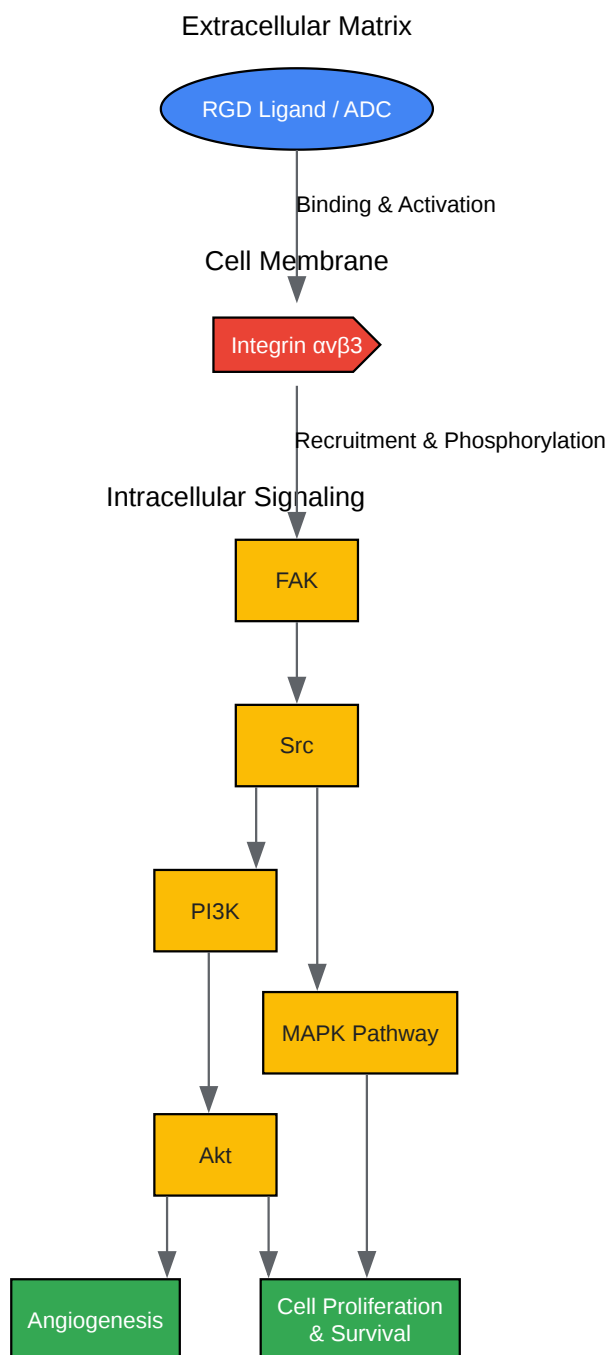 Extracellular Matrix
RGD Ligand / ADC
Binding & Activation
Cell Membrane
Integrin αvβ3
Recruitment & Phosphorylation
Intracellular Signaling
FAK
Src
PI3K
MAPK Pathway
Akt
Angiogenesis
Cell Proliferation
& Survival